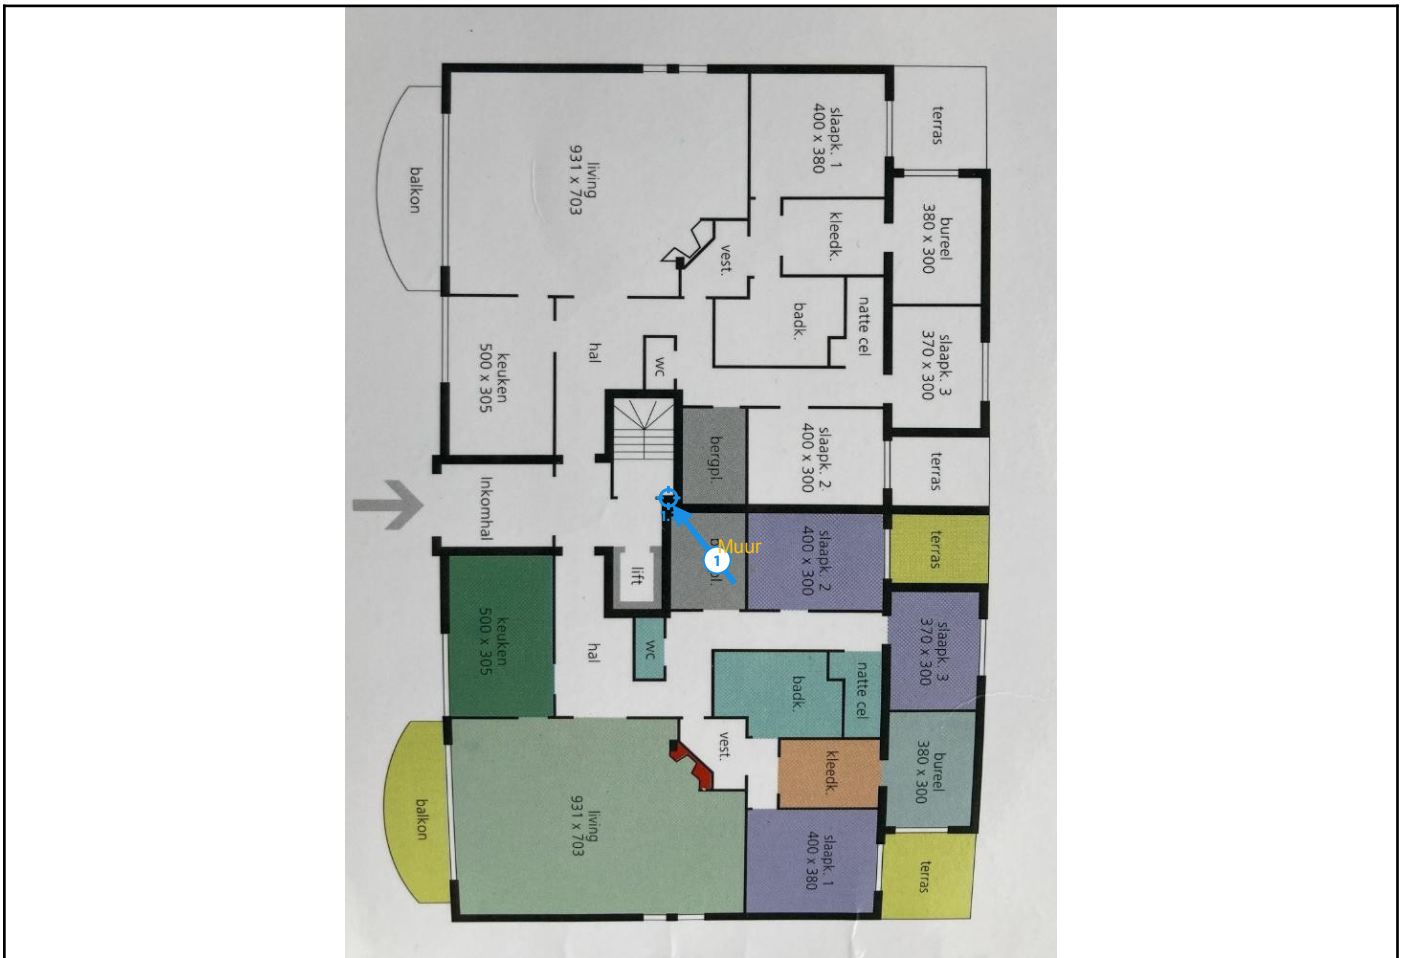 terras
slaapk. 1
400 x 380
balkon
living
931 x 703
bureel
380 x 300
kleedk.
vest.
badk.
natte cel
hal
wc
keuken
500 x 305
slaapk. 3
370 x 300
bergpl.
slaapk. 2
400 x 300
terras
Inkomhal
1.
Muur
1
lift
slaapk. 2
400 x 300
terras
keuken
500 x 305
hal
wc
slaapk. 3
370 x 300
badk.
natte cel
vest.
kleedk.
bureel
380 x 300
balkon
living
931 x 703
slaapk. 1
400 x 380
terras